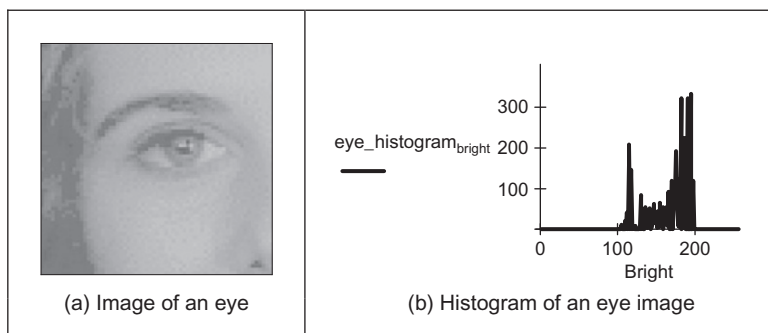 300
eye_histogram_bright
200
100
0
100
200
Bright
(a) Image of an eye
(b) Histogram of an eye image